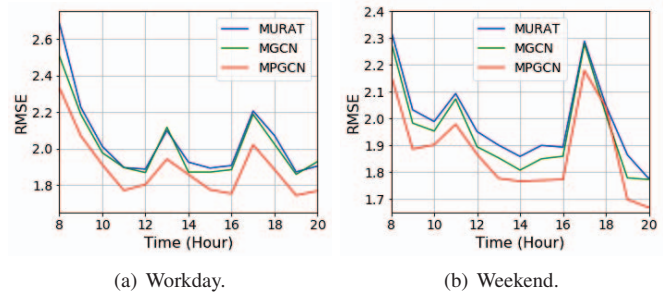 2.6
2.4
2.2
2.0
1.8
RMSE
MURAT
MGCN
MPGCN
8 10 12 14 16 18 20
Time (Hour)
(a) Workday.
2.4
2.3
2.2
2.1
2.0
1.9
1.8
1.7
RMSE
MURAT
MGCN
MPGCN
8 10 12 14 16 18 20
Time (Hour)
(b) Weekend.